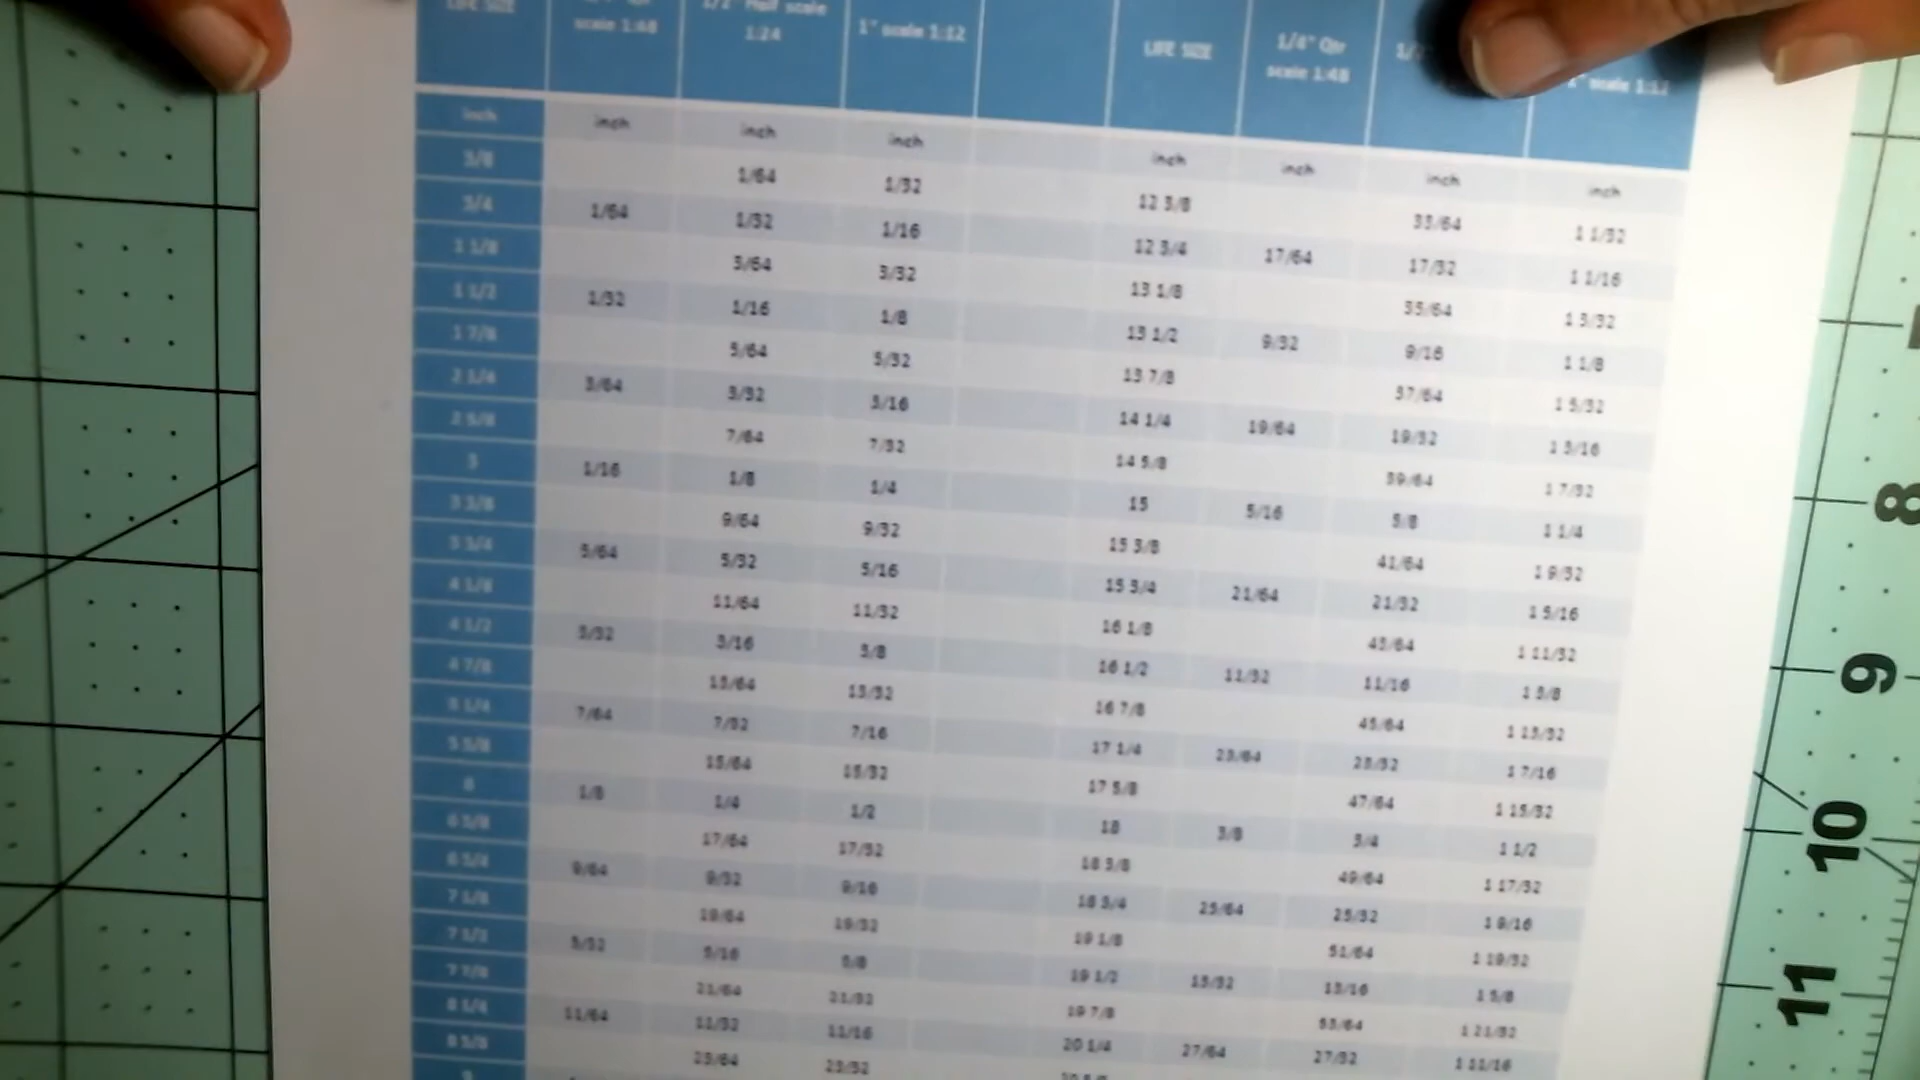 LIFE SIZE scale 1:48 1/2" Half scale 1:24 1" scale 1:12 LIFE SIZE 1/4" Qtr scale 1:48 1" scale 1:12
inch inch inch inch inch inch inch inch
3/8 1/64 1/32 12 3/8 33/64 1 1/32
3/4 1/64 1/32 1/16 12 3/4 17/64 17/32 1 1/16
1 1/8 3/64 3/32 13 1/8 35/64 1 3/32
1 1/2 1/32 1/16 1/8 13 1/2 9/32 9/16 1 1/8
1 7/8 5/64 5/32 13 7/8 37/64 1 5/32
2 1/4 3/64 3/32 3/16 14 1/4 19/64 19/32 1 3/16
2 5/8 7/64 7/32 14 5/8 39/64 1 7/32
3 1/16 1/8 1/4 15 5/16 5/8 1 1/4
3 3/8 9/64 9/32 15 3/8 41/64 1 9/32
3 3/4 5/64 5/32 5/16 15 3/4 21/64 21/32 1 5/16
4 1/8 11/64 11/32 16 1/8 43/64 1 11/32
4 1/2 3/32 3/16 3/8 16 1/2 11/32 11/16 1 3/8
4 7/8 13/64 13/32 16 7/8 45/64 1 13/32
5 1/4 7/64 7/32 7/16 17 1/4 23/64 23/32 1 7/16
5 5/8 15/64 15/32 17 5/8 47/64 1 15/32
6 1/8 1/4 1/2 18 3/8 3/4 1 1/2
6 3/8 17/64 17/32 18 3/8 49/64 1 17/32
6 3/4 9/64 9/32 9/16 18 3/4 25/64 25/32 1 9/16
7 1/8 19/64 19/32 19 1/8 51/64 1 19/32
7 1/2 5/32 5/16 5/8 19 1/2 13/32 13/16 1 5/8
7 7/8 21/64 21/32 19 7/8 53/64 1 21/32
8 1/4 11/64 11/32 11/16 20 1/4 27/64 27/32 1 11/16
8 5/8 23/64 23/32
8
9
10
11